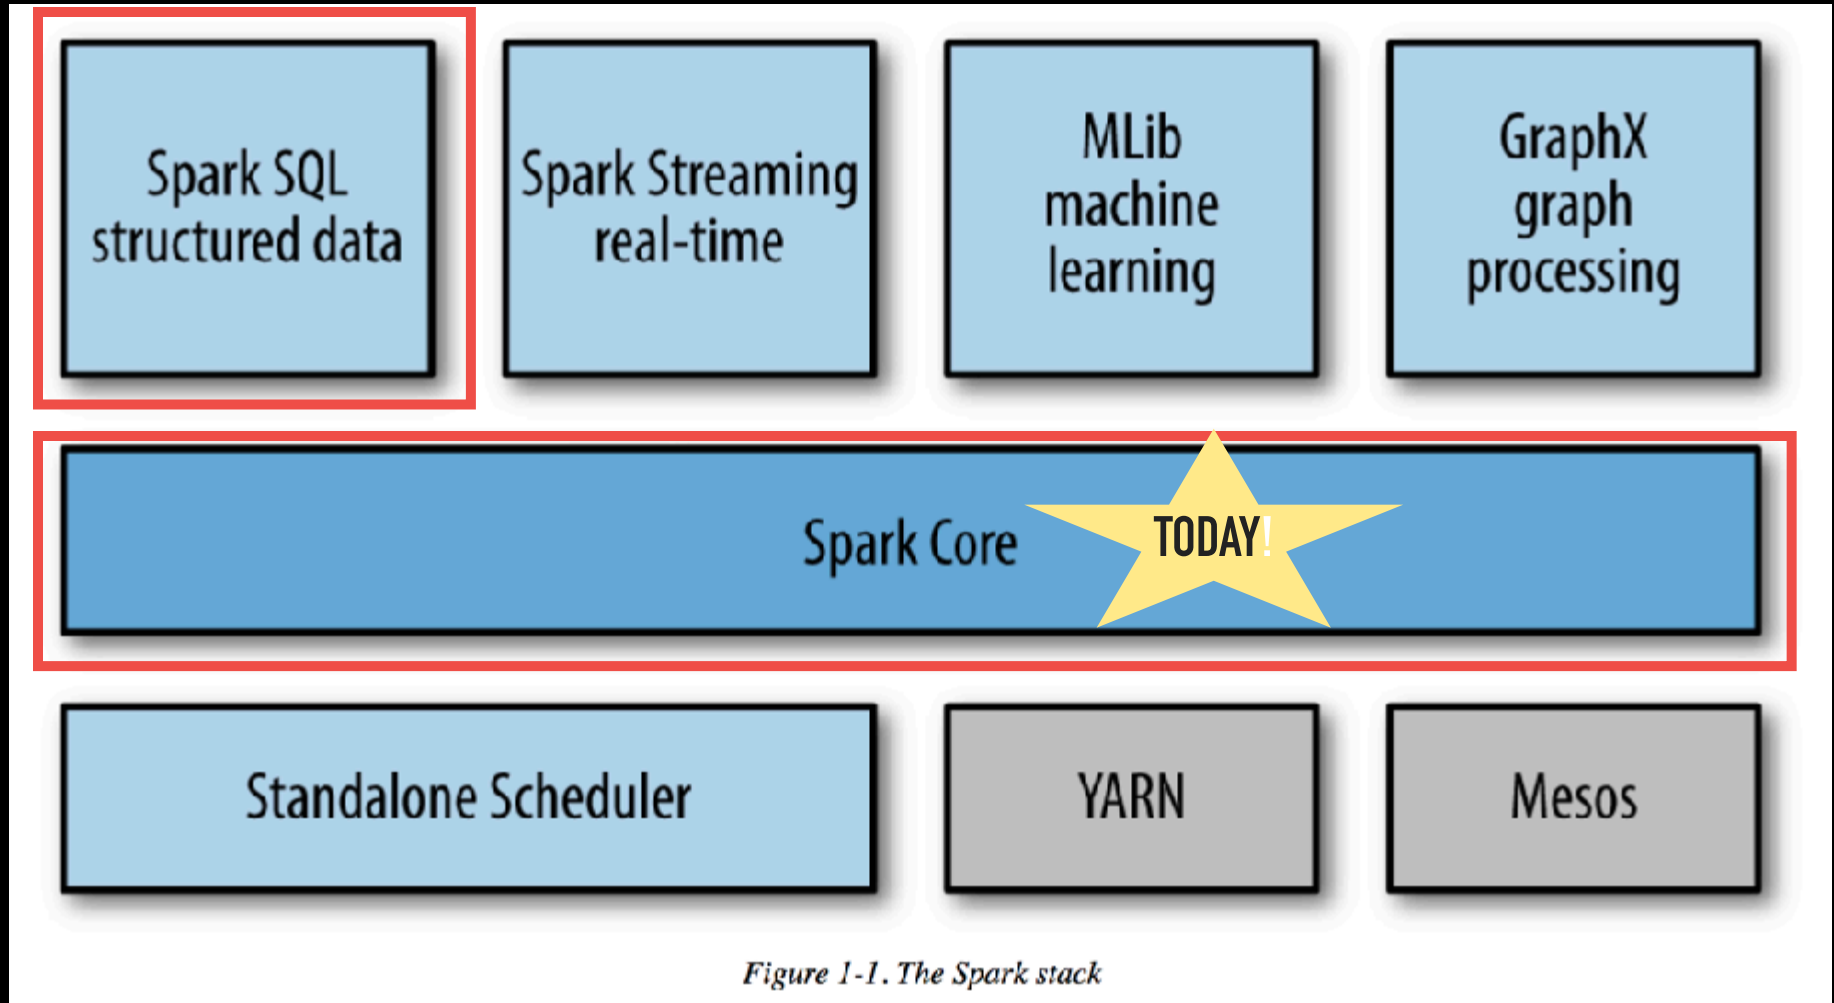 Spark SQL
structured data
Spark Streaming
real-time
MLib
machine
learning
GraphX
graph
processing
Spark Core
TODAY!
Standalone Scheduler
YARN
Mesos
Figure 1-1. The Spark stack